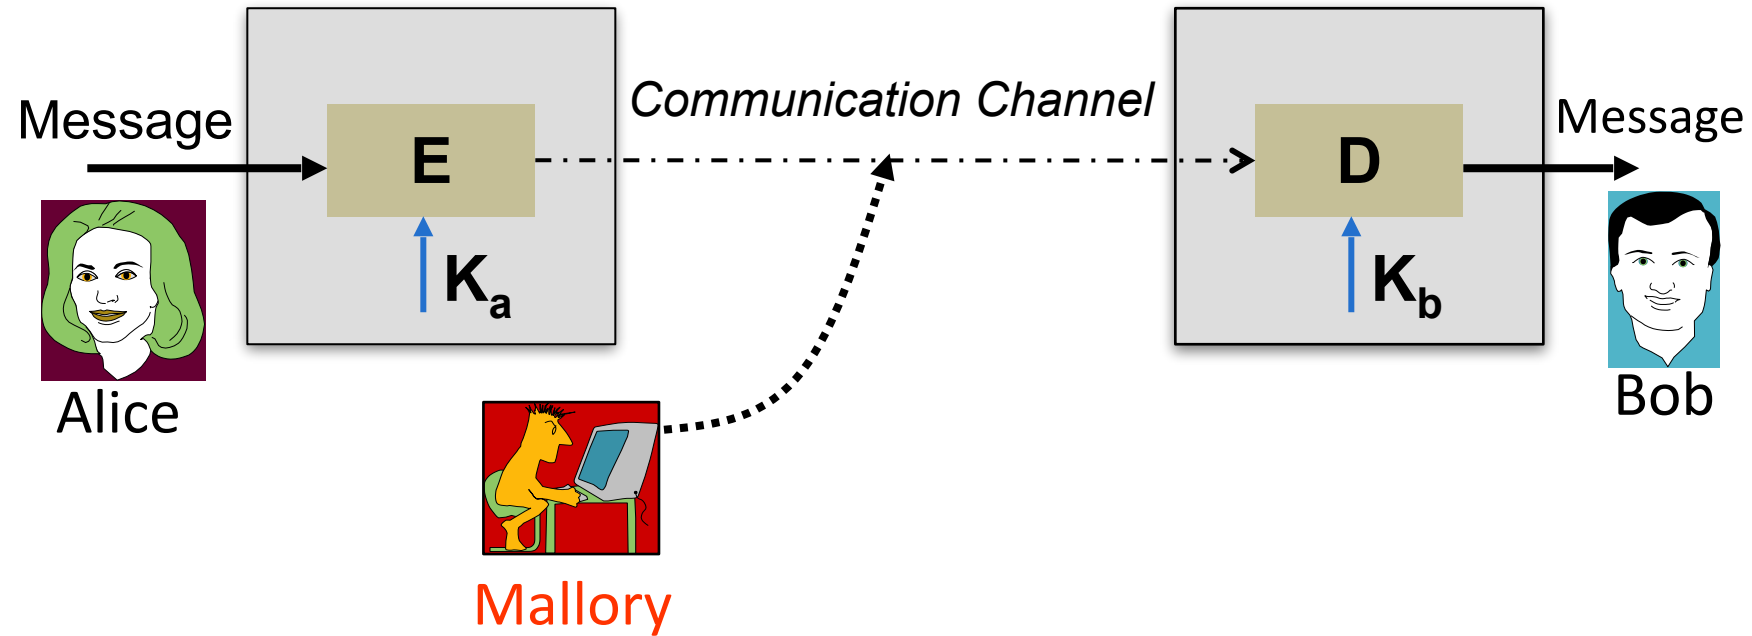 Communication Channel
Message
Message
E
D
Ka
Kb
Alice
Bob
Mallory